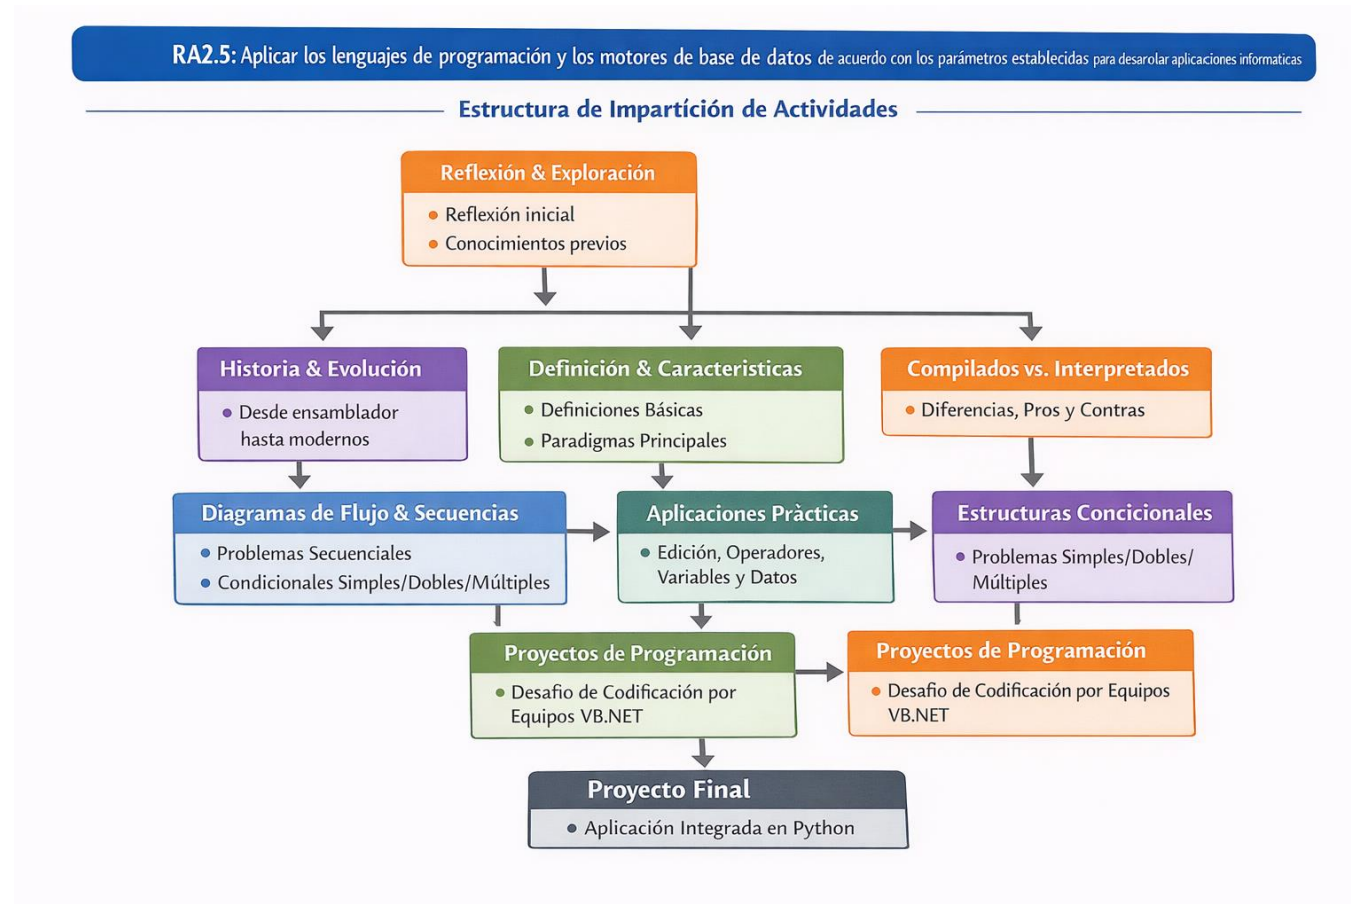 RA2.5: Aplicar los lenguajes de programación y los motores de base de datos de acuerdo con los parámetros establecidas para desarolar aplicaciones informaticas
Estructura de Impartíción de Actividades
Reflexión & Exploración
• Reflexión inicial
• Conocimientos previos
Historia & Evolución
• Desde ensamblador
hasta modernos
Definición & Caracteristicas
• Definiciones Básicas
• Paradigmas Principales
Compilados vs. Interpretados
• Diferencias, Pros y Contras
Diagramas de Flujo & Secuencias
• Problemas Secuenciales
• Condicionales Simples/Dobles/Múltiples
Aplicaciones Pràcticas
• Edición, Operadores,
Variables y Datos
Estructuras Concicionales
• Problemas Simples/Dobles/
Múltiples
Proyectos de Programación
• Desafio de Codificación por
Equipos VB.NET
Proyectos de Programación
• Desafio de Codificación por Equipos
VB.NET
Proyecto Final
• Aplicación Integrada en Python